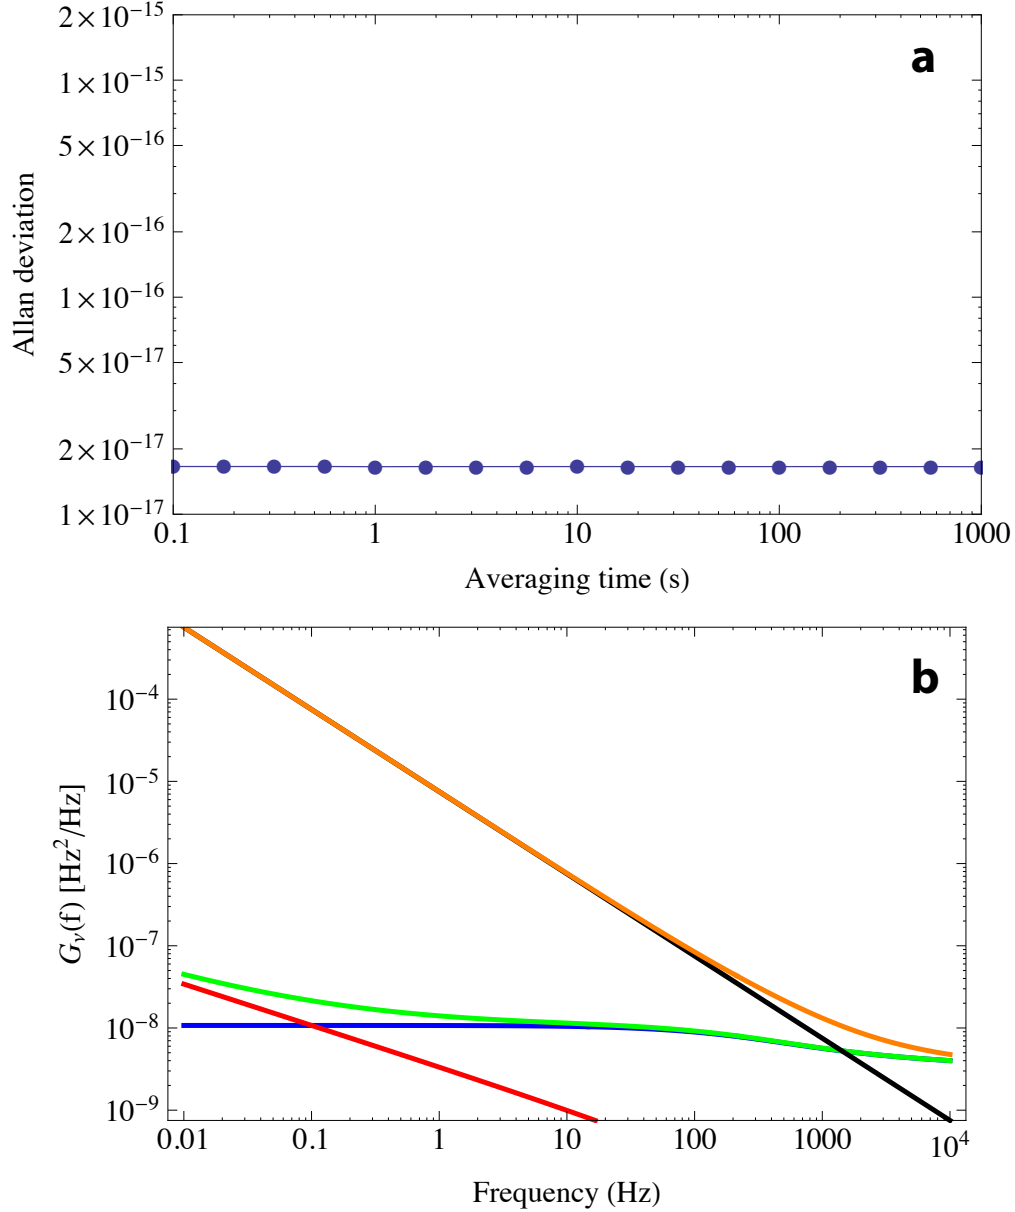 2×10⁻¹⁵
a
1×10⁻¹⁵
5×10⁻¹⁶
2×10⁻¹⁶
1×10⁻¹⁶
5×10⁻¹⁷
2×10⁻¹⁷
1×10⁻¹⁷
Allan deviation
0.1 1 10 100 1000
Averaging time (s)
b
10⁻⁴
10⁻⁵
10⁻⁶
10⁻⁷
10⁻⁸
10⁻⁹
Gᵥ(f) [Hz²/Hz]
0.01 0.1 1 10 100 1000 10⁴
Frequency (Hz)